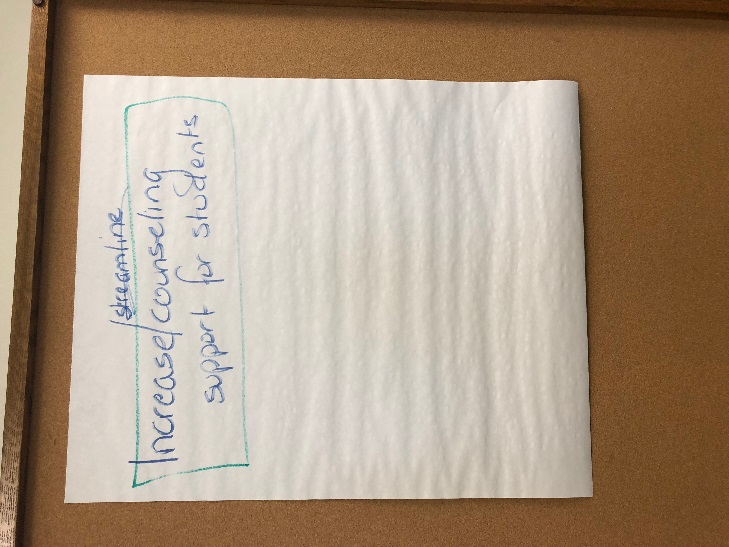 /streamline
Increase/counseling
support for students